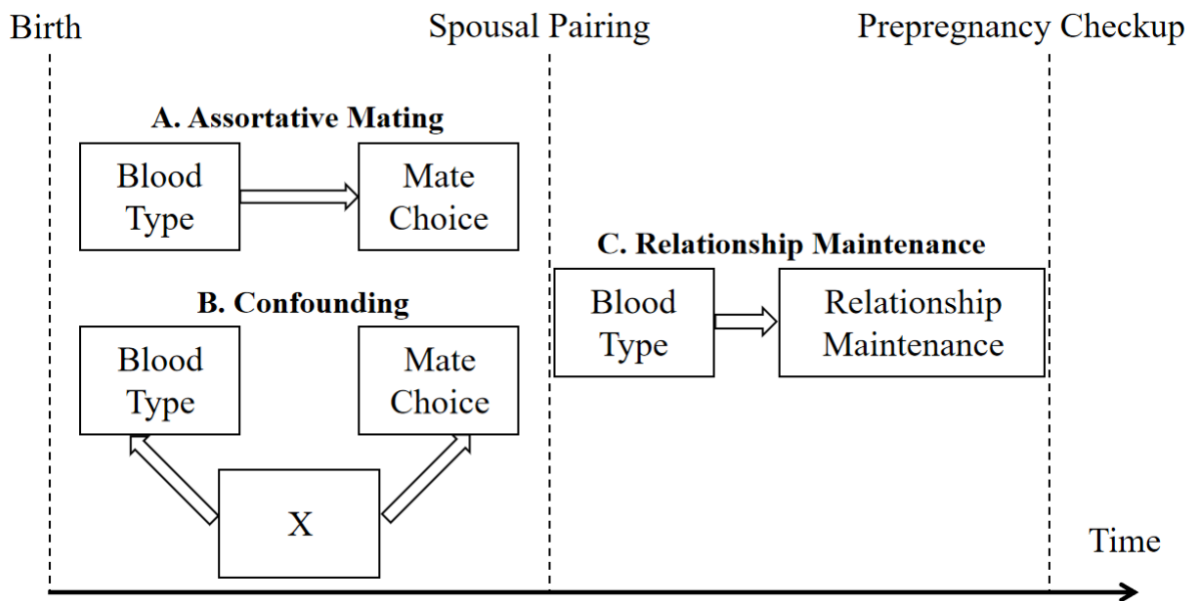 Birth
Spousal Pairing
Prepregnancy Checkup
A. Assortative Mating
Blood
Type
Mate
Choice
B. Confounding
Blood
Type
Mate
Choice
X
C. Relationship Maintenance
Blood
Type
Relationship
Maintenance
Time